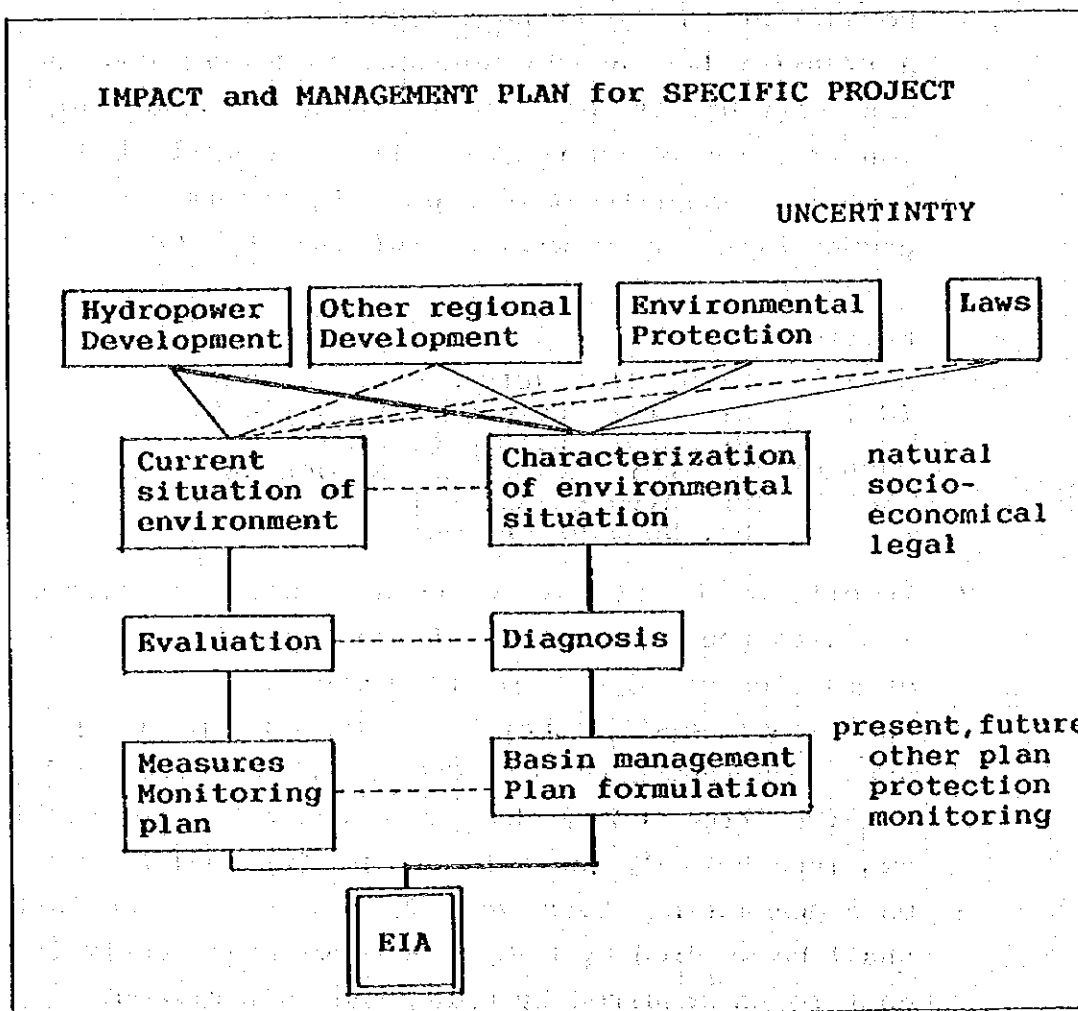 IMPACT and MANAGEMENT PLAN for SPECIFIC PROJECT
UNCERTINTTY
Hydropower
Development
Other regional
Development
Environmental
Protection
Laws
Current
situation of
environment
Characterization
of environmental
situation
natural
socio-
economical
legal
Evaluation
Diagnosis
Measures
Monitoring
plan
Basin management
Plan formulation
present,future
other plan
protection
monitoring
EIA